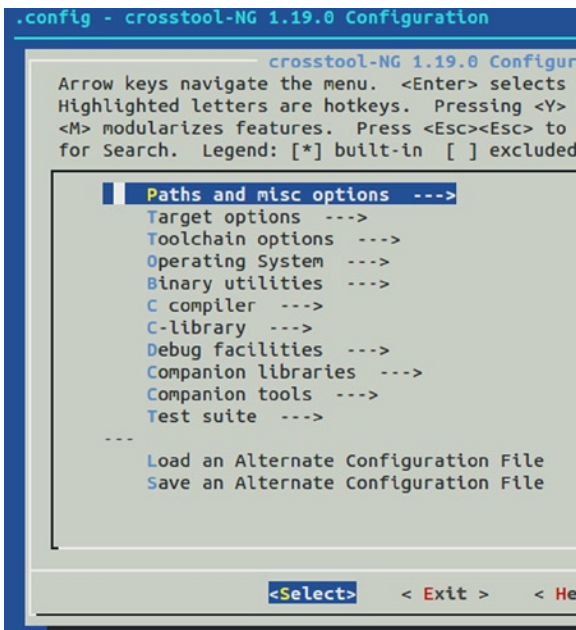 .config - crosstool-NG 1.19.0 Configuration
crosstool-NG 1.19.0 Configur
Arrow keys navigate the menu. <Enter> selects
Highlighted letters are hotkeys. Pressing <Y>
<M> modularizes features. Press <Esc><Esc> to
for Search. Legend: [*] built-in [ ] excluded
Paths and misc options --->
Target options --->
Toolchain options --->
Operating System --->
Binary utilities --->
C compiler --->
C-library --->
Debug facilities --->
Companion libraries --->
Companion tools --->
Test suite --->
---
Load an Alternate Configuration File
Save an Alternate Configuration File
<Select> < Exit > < He